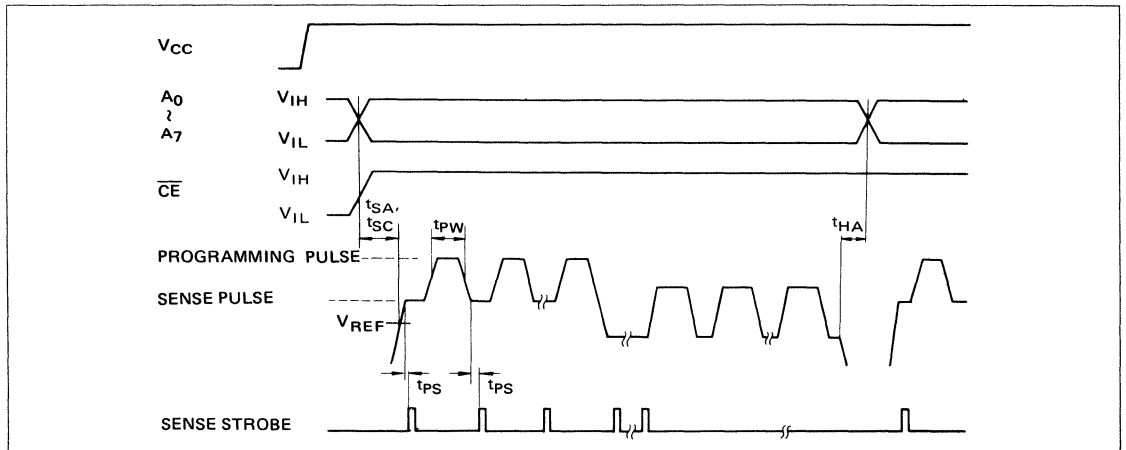 VCC
A0
~
A7
VIH
VIL
CE
VIH
VIL
tSA,
tSC
tPW
tHA
PROGRAMMING PULSE
SENSE PULSE
VREF
tPS
tPS
SENSE STROBE